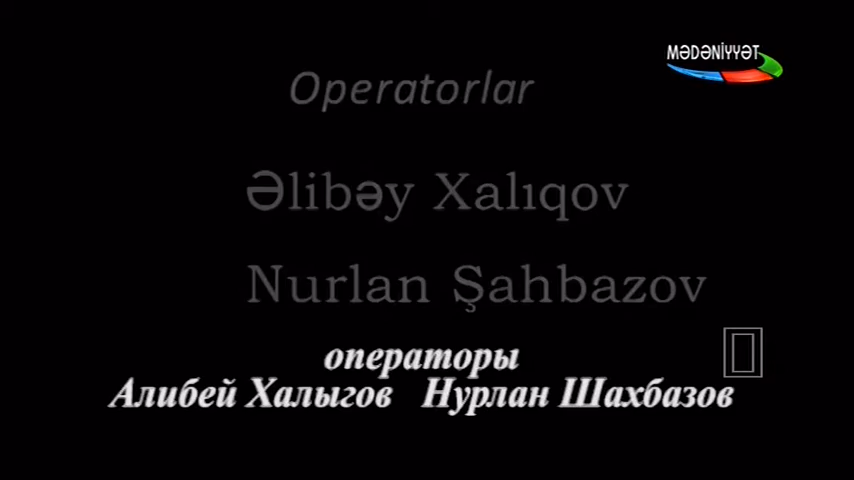 MƏDƏNİYYƏT
Operatorlar
Əlibəy Xalıqov
Nurlan Şahbazov
операторы
Алибей Халыгов Нурлан Шахбазов